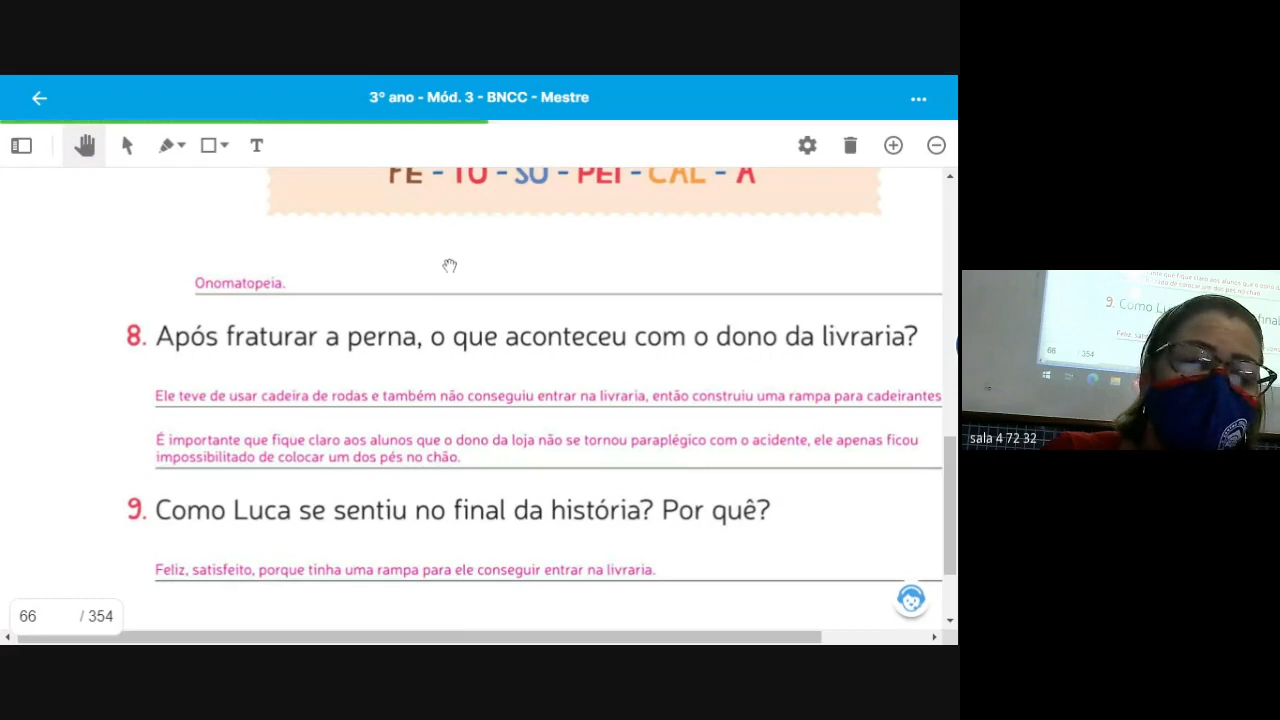 3º ano - Mód. 3 - BNCC - Mestre
T
FE - TO - SO - PEI - CAL - A
Onomatopeia.
8. Após fraturar a perna, o que aconteceu com o dono da livraria?
Ele teve de usar cadeira de rodas e também não conseguiu entrar na livraria, então construiu uma rampa para cadeirantes
É importante que fique claro aos alunos que o dono da loja não se tornou paraplégico com o acidente, ele apenas ficou
impossibilitado de colocar um dos pés no chão.
9. Como Luca se sentiu no final da história? Por quê?
Feliz, satisfeito, porque tinha uma rampa para ele conseguir entrar na livraria.
66 / 354
9. Como
66 354
sala 4 72 32